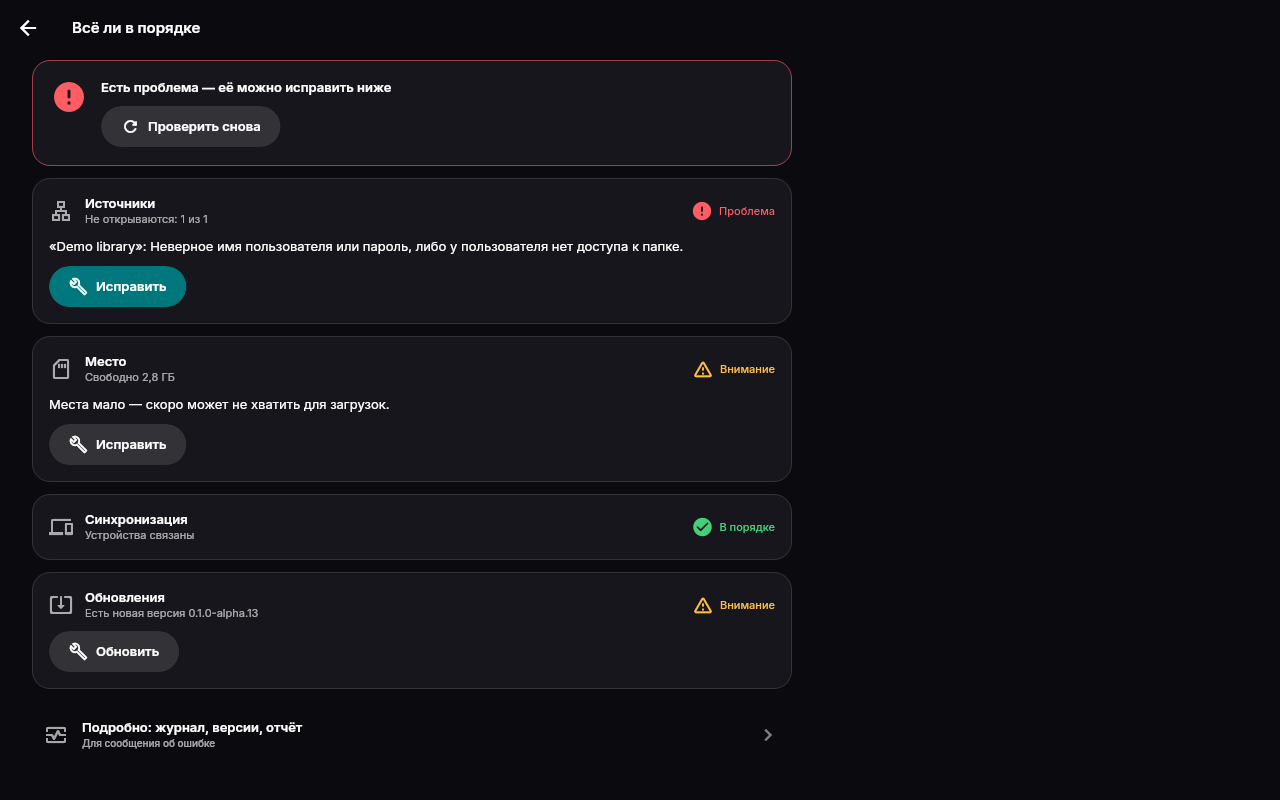 Всё ли в порядке
Есть проблема — её можно исправить ниже
Проверить снова
Источники
Не открываются: 1 из 1
Проблема
«Demo library»: Неверное имя пользователя или пароль, либо у пользователя нет доступа к папке.
Исправить
Место
Свободно 2,8 ГБ
Внимание
Места мало — скоро может не хватить для загрузок.
Исправить
Синхронизация
Устройства связаны
В порядке
Обновления
Есть новая версия 0.1.0-alpha.13
Внимание
Обновить
Подробно: журнал, версии, отчёт
Для сообщения об ошибке